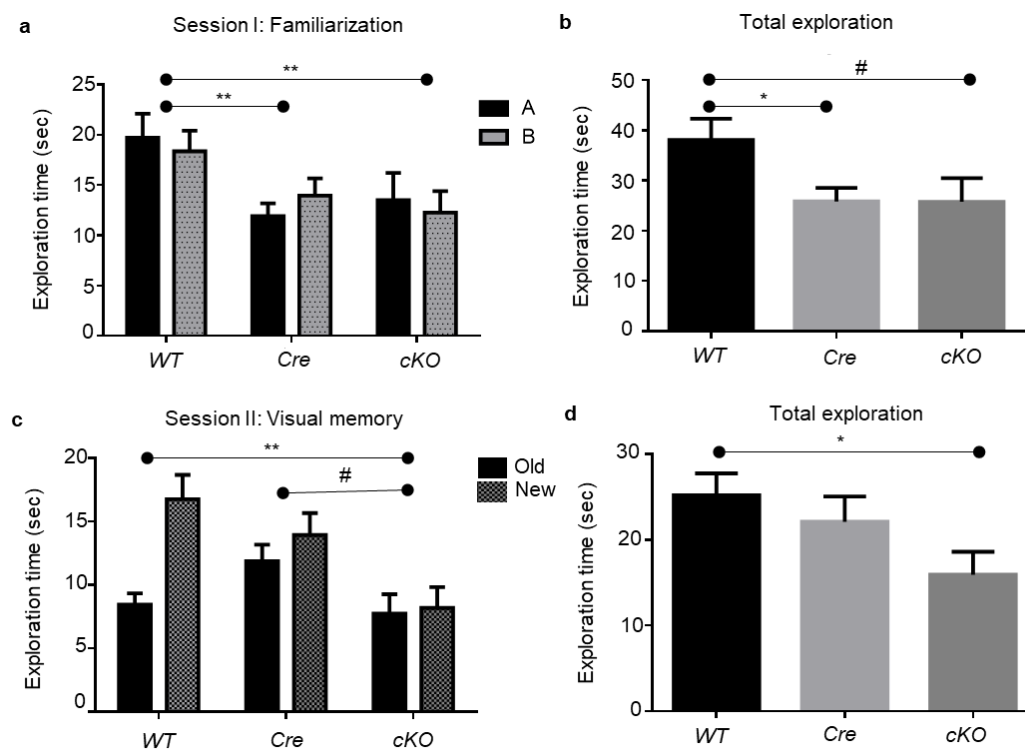 a
Session I: Familiarization
**
**
25
20
15
10
5
0
Exploration time (sec)
A
B
WT
Cre
cKO
b
Total exploration
#
*
50
40
30
20
10
0
Exploration time (sec)
WT
Cre
cKO
c
Session II: Visual memory
**
#
20
15
10
5
0
Exploration time (sec)
Old
New
WT
Cre
cKO
d
Total exploration
*
30
20
10
0
Exploration time (sec)
WT
Cre
cKO